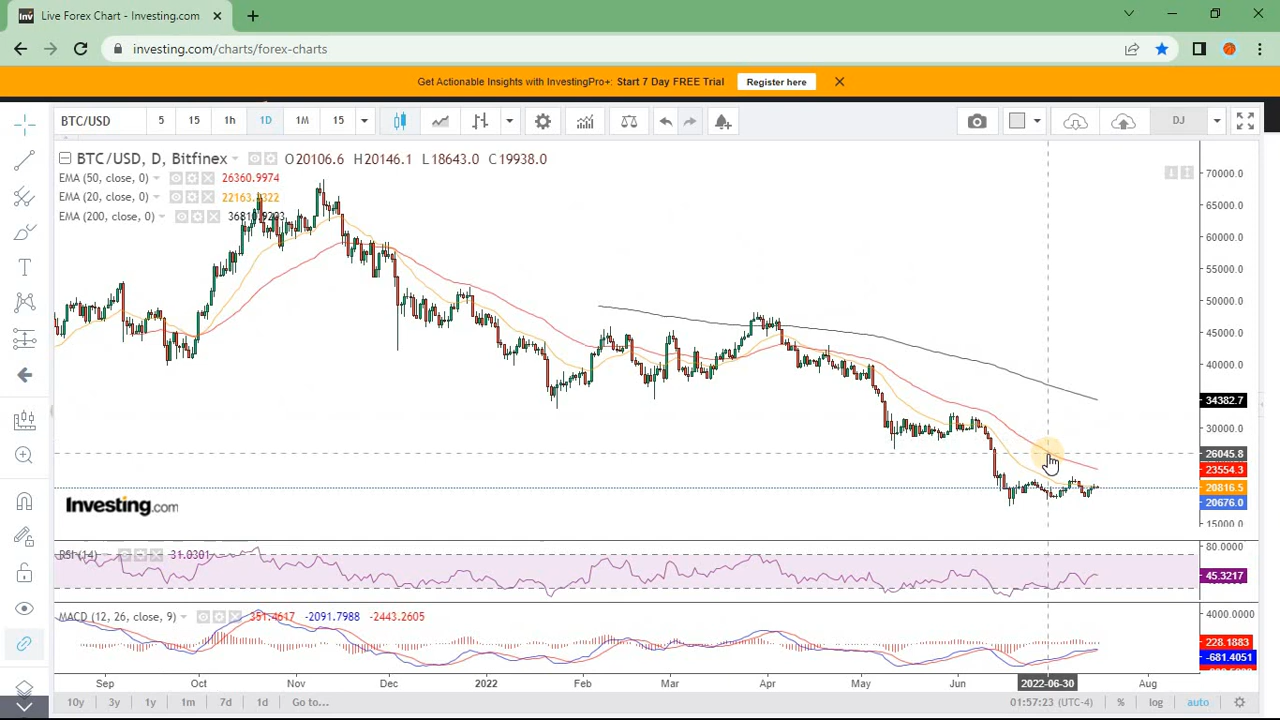 Live Forex Chart - Investing.com
investing.com/charts/forex-charts
Get Actionable Insights with InvestingPro+: Start 7 Day FREE Trial Register here
BTC/USD 5 15 1h 1D 1M 15 DJ
BTC/USD, D, Bitfinex O20106.6 H20146.1 L18643.0 C19938.0
EMA (50, close, 0) 26360.9974
EMA (20, close, 0)
EMA (200, close, 0)
70000.0
65000.0
60000.0
55000.0
50000.0
45000.0
40000.0
34382.7
30000.0
26045.8
23554.3
20816.5
20676.0
15000.0
Investing.com
RSI (14) 31.0301
80.0000
45.3217
MACD (12, 26, close, 9) 351.4617 -2091.7988 -2443.2605
4000.0000
228.1883
-681.4051
Sep Oct Nov Dec 2022 Feb Mar Apr May Jun 2022-06-30 Aug
10y 3y 1y 1m 7d 1d Go to... 01:57:23 (UTC-4) % log auto